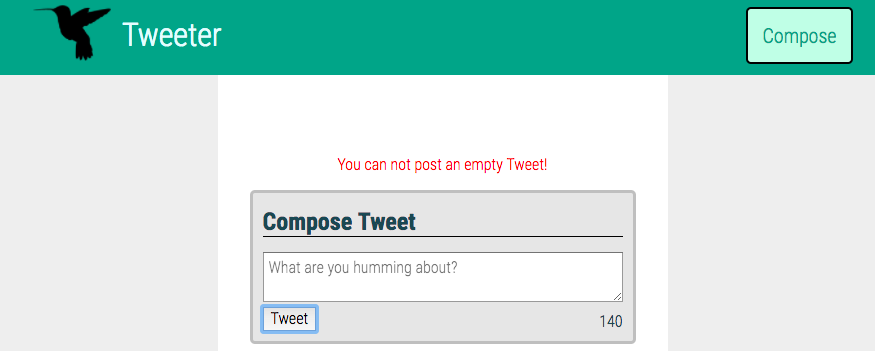 Tweeter
Compose
You can not post an empty Tweet!
Compose Tweet
What are you humming about?
Tweet
140